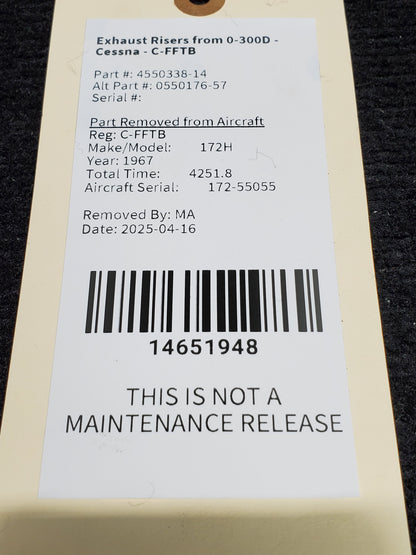 Exhaust Risers from 0-300D -
Cessna - C-FFTB
Part #: 4550338-14
Alt Part #: 0550176-57
Serial #:
Part Removed from Aircraft
Reg: C-FFTB
Make/Model: 172H
Year: 1967
Total Time: 4251.8
Aircraft Serial: 172-55055
Removed By: MA
Date: 2025-04-16
14651948
THIS IS NOT A
MAINTENANCE RELEASE